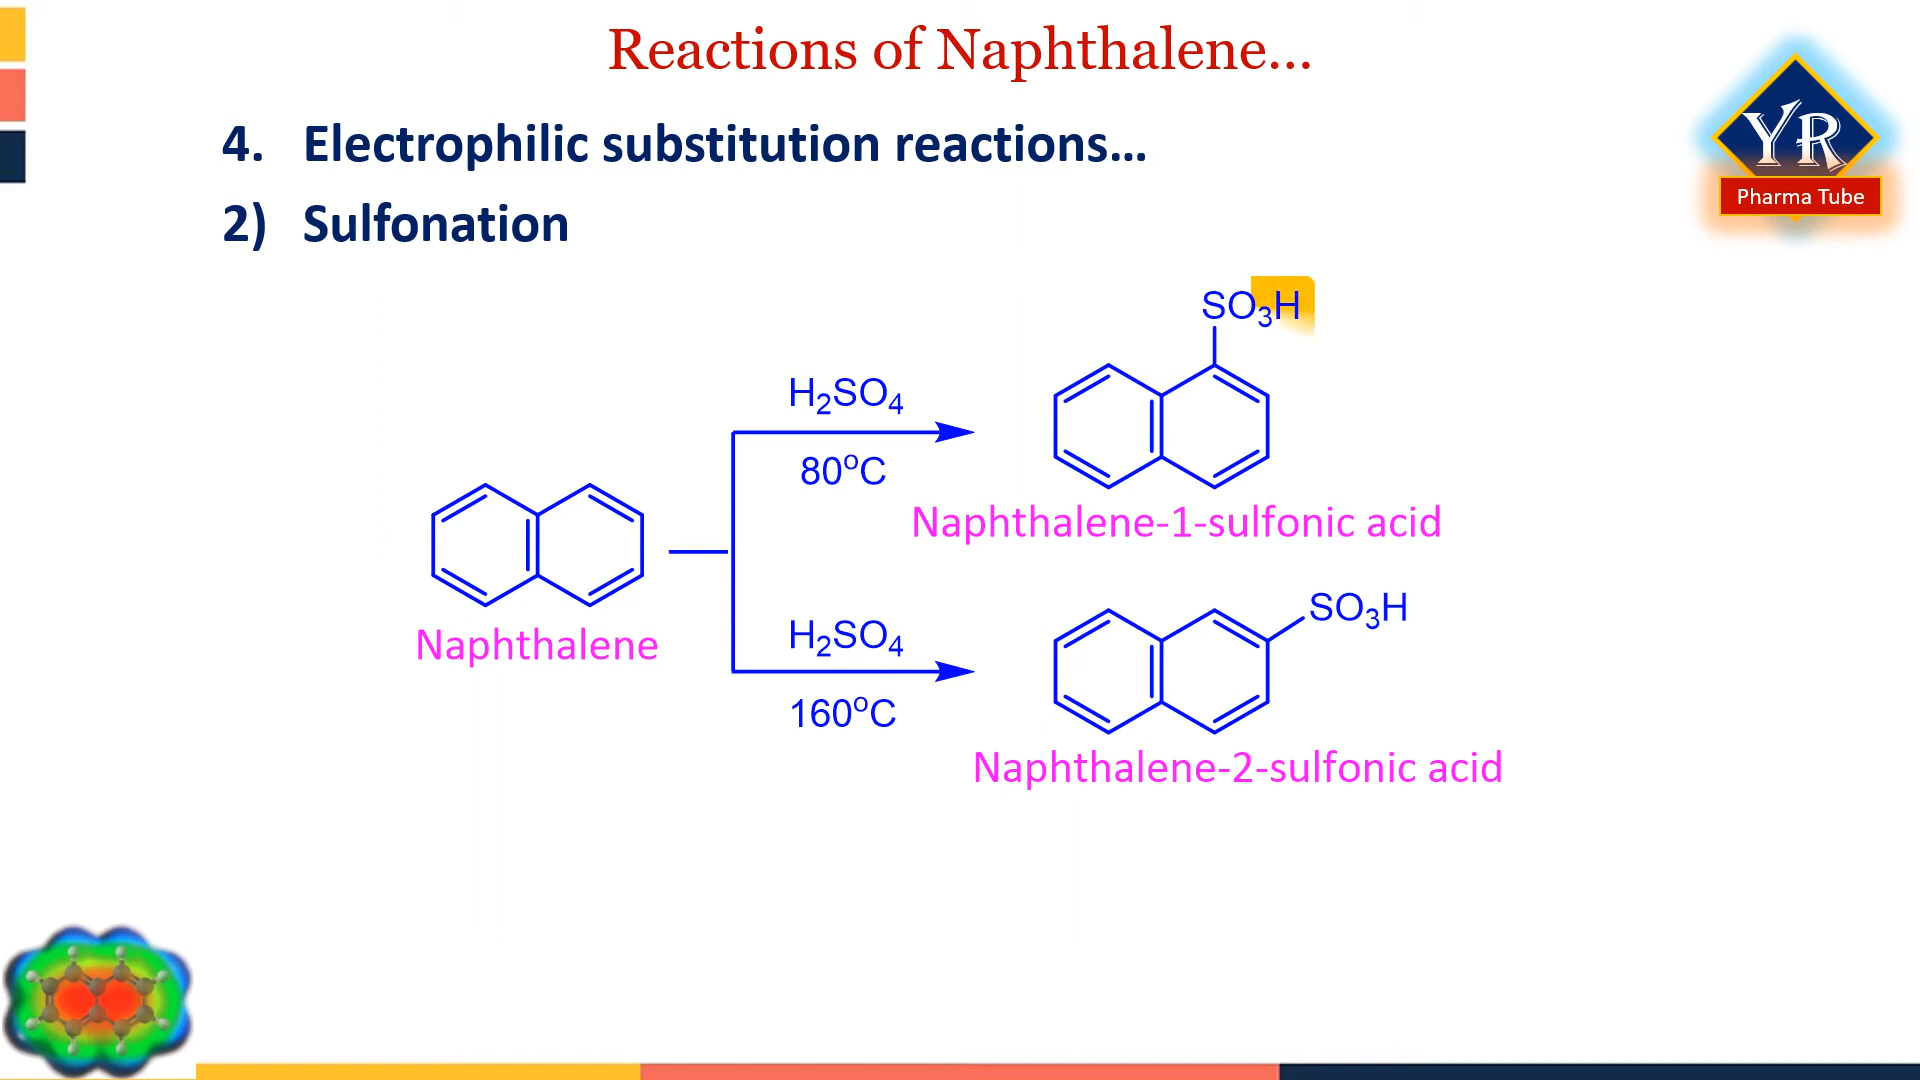 Reactions of Naphthalene...
4. Electrophilic substitution reactions...
2) Sulfonation
YR
Pharma Tube
SO₃H
H₂SO₄
80°C
Naphthalene-1-sulfonic acid
Naphthalene
H₂SO₄
160°C
SO₃H
Naphthalene-2-sulfonic acid